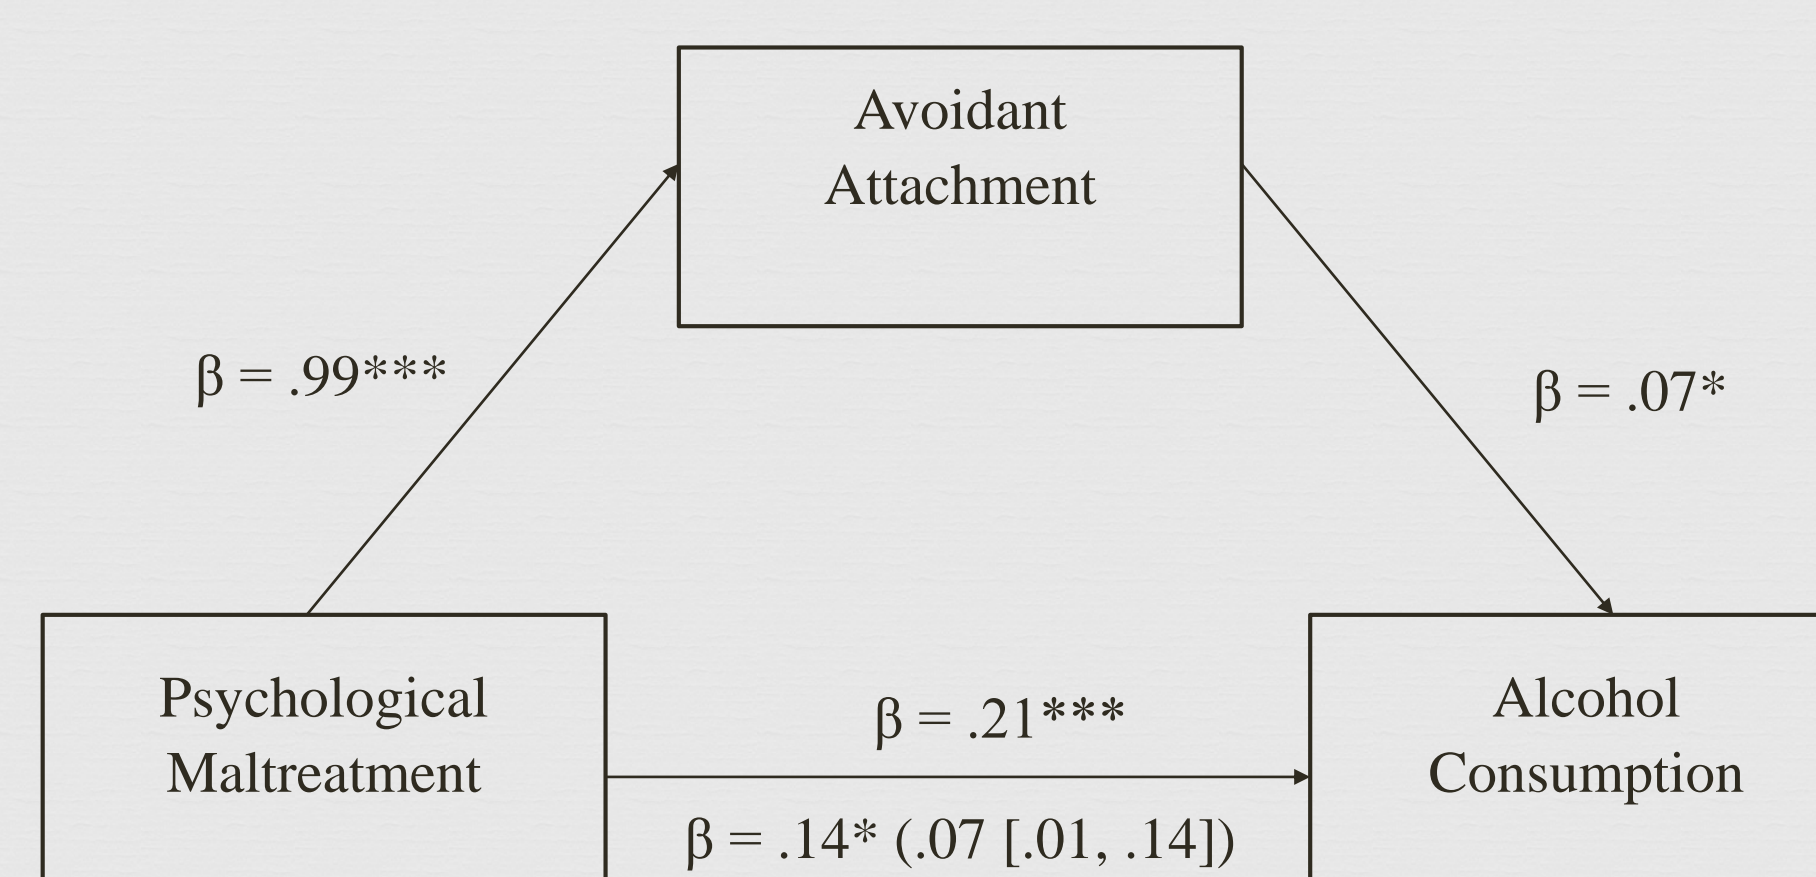 Avoidant
Attachment
β = .99***
β = .07*
Psychological
Maltreatment
β = .21***
β = .14* (.07 [.01, .14])
Alcohol
Consumption